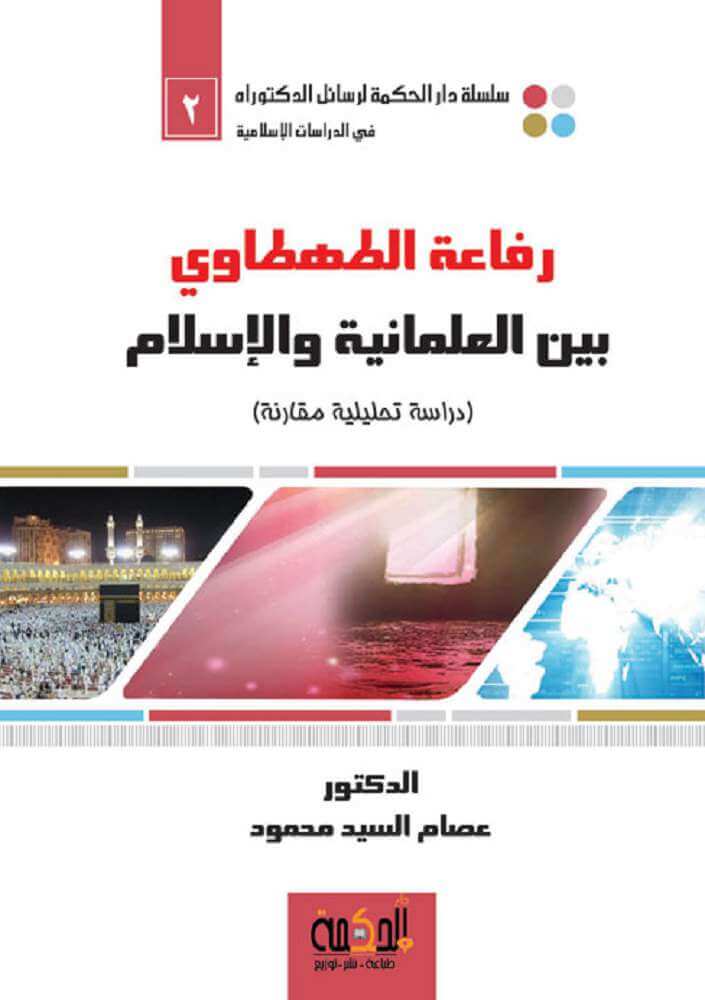 سلسلة دار الحكمة لرسائل الدكتوراه
في الدراسات الإسلامية
٢
رفاعة الطهطاوي
بين العلمانية والإسلام
(دراسة تحليلية مقارنة)
الدكتور
عصام السيد محمود
دار
الحكمة
طباعة - نشر - توزيع